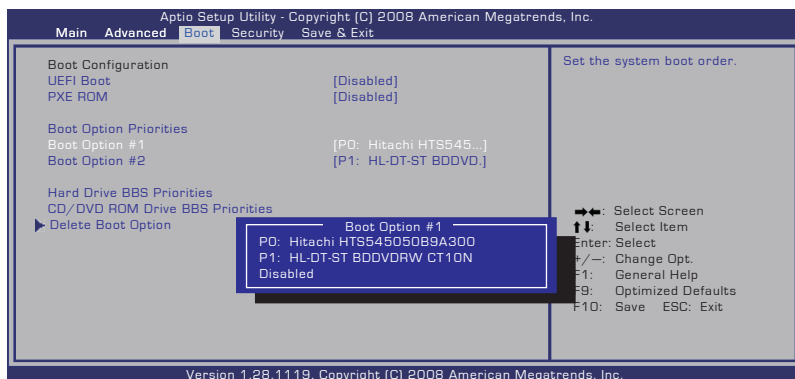 Aptio Setup Utility - Copyright (C) 2008 American Megatrends, Inc.
Main Advanced Boot Security Save & Exit
Boot Configuration
UEFI Boot [Disabled]
PXE ROM [Disabled]
Boot Option Priorities
Boot Option #1 [P0: Hitachi HTS545...]
Boot Option #2 [P1: HL-DT-ST BDDVD.]
Hard Drive BBS Priorities
CD/DVD ROM Drive BBS Priorities
Delete Boot Option
Boot Option #1
P0: Hitachi HTS545050B9A300
P1: HL-DT-ST BDDVDRW CT10N
Disabled
Set the system boot order.
→←: Select Screen
↑↓: Select Item
Enter: Select
+/—: Change Opt.
F1: General Help
F9: Optimized Defaults
F10: Save ESC: Exit
Version 1.28.1119. Copyright (C) 2008 American Megatrends, Inc.